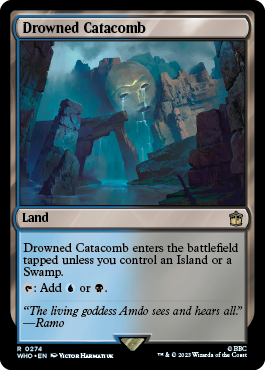 Drowned Catacomb
Land
Drowned Catacomb enters the battlefield
tapped unless you control an Island or a
Swamp.
: Add or .
“The living goddess Amdo sees and hears all.”
—Ramo
R 0274
WHO • EN VICTOR HARMATIUK
© BBC
™ & © 2023 Wizards of the Coast